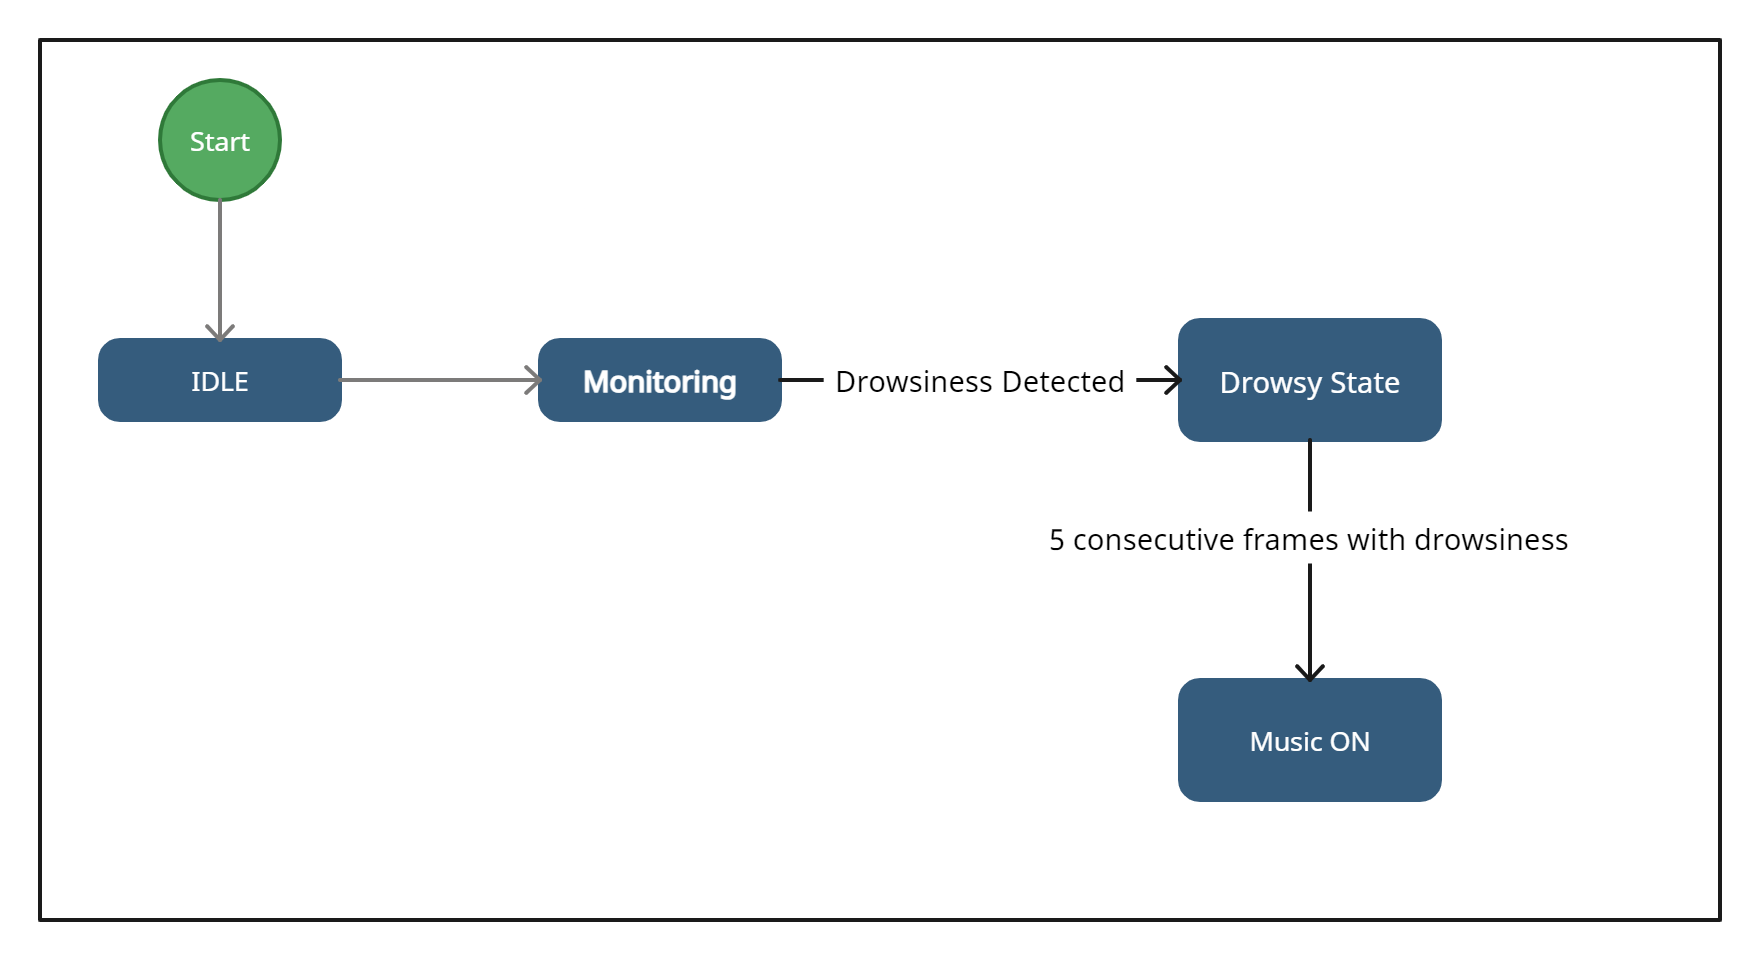 Start
IDLE
Monitoring
Drowsiness Detected
Drowsy State
5 consecutive frames with drowsiness
Music ON